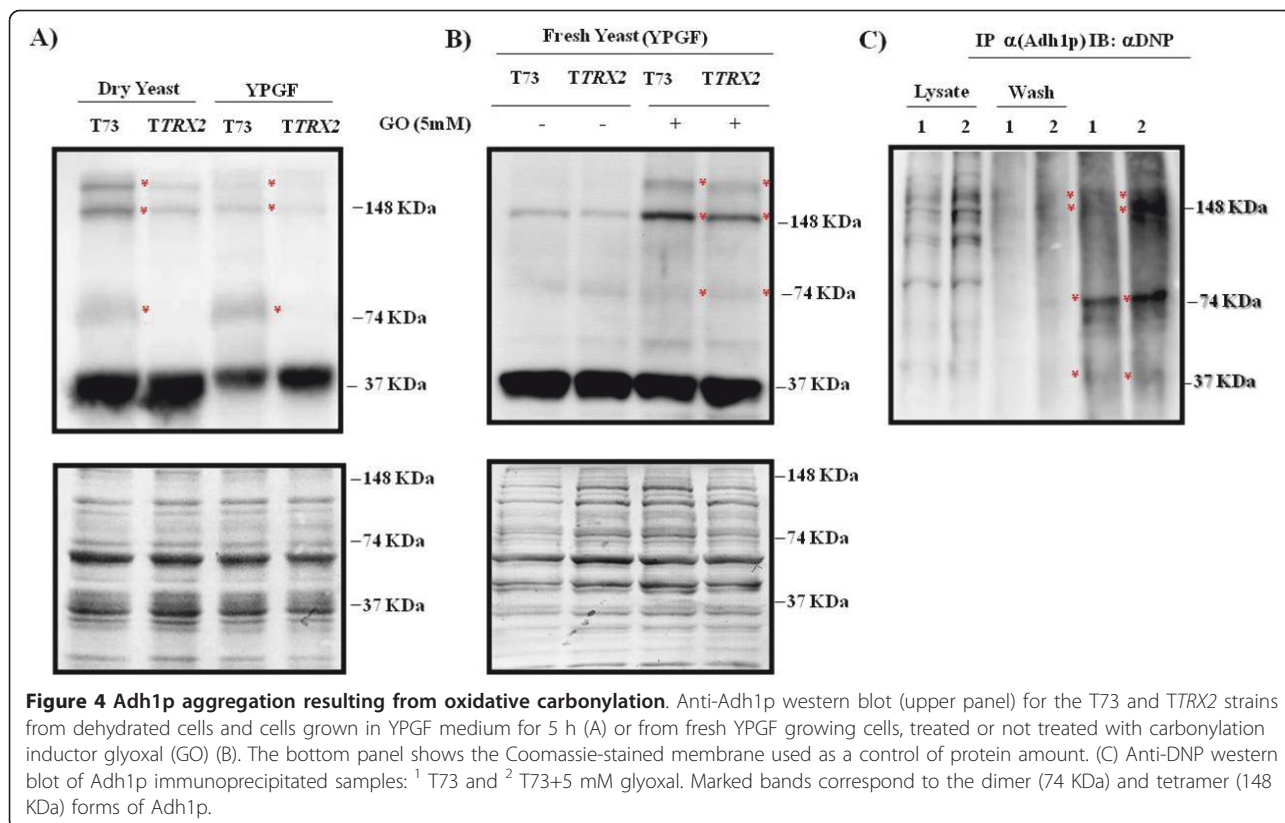 A)
Dry Yeast YPGF
T73 TTRX2 T73 TTRX2
–148 KDa
–74 KDa
– 37 KDa
–148 KDa
–74 KDa
–37 KDa
B)
Fresh Yeast (YPGF)
T73 TTRX2 T73 TTRX2
GO (5mM) - - + +
–148 KDa
–74 KDa
–37 KDa
–148 KDa
–74 KDa
–37 KDa
C)
IP α(Adh1p) IB: αDNP
Lysate Wash
1 2 1 2 1 2
–148 KDa
–74 KDa
–37 KDa
Figure 4 Adh1p aggregation resulting from oxidative carbonylation. Anti-Adh1p western blot (upper panel) for the T73 and TTRX2 strains
from dehydrated cells and cells grown in YPGF medium for 5 h (A) or from fresh YPGF growing cells, treated or not treated with carbonylation
inductor glyoxal (GO) (B). The bottom panel shows the Coomassie-stained membrane used as a control of protein amount. (C) Anti-DNP western
blot of Adh1p immunoprecipitated samples: ¹ T73 and ² T73+5 mM glyoxal. Marked bands correspond to the dimer (74 KDa) and tetramer (148
KDa) forms of Adh1p.